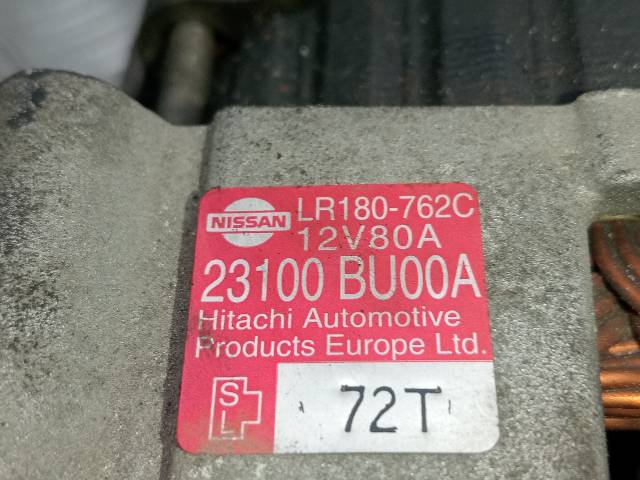 NISSAN LR180-762C
12V80A
23100 BU00A
Hitachi Automotive
Products Europe Ltd.
S
L
72T